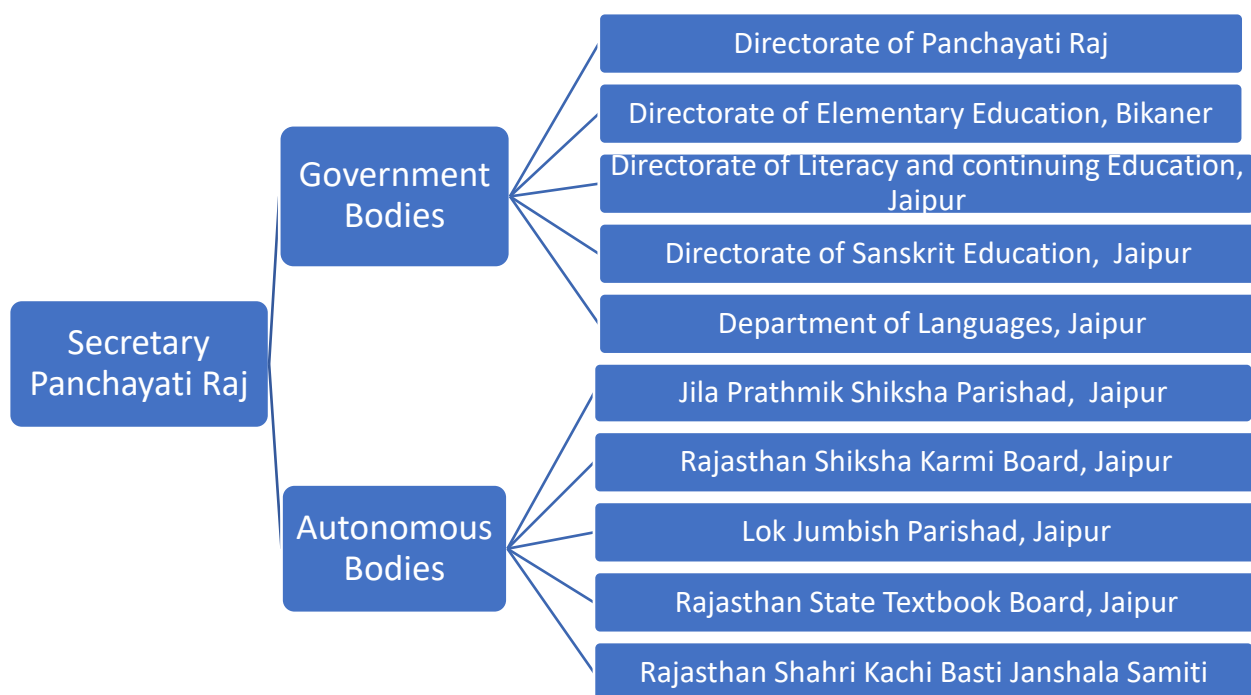 Secretary
Panchayati Raj
Government
Bodies
Directorate of Panchayati Raj
Directorate of Elementary Education, Bikaner
Directorate of Literacy and continuing Education,
Jaipur
Directorate of Sanskrit Education, Jaipur
Department of Languages, Jaipur
Autonomous
Bodies
Jila Prathmik Shiksha Parishad, Jaipur
Rajasthan Shiksha Karmi Board, Jaipur
Lok Jumbish Parishad, Jaipur
Rajasthan State Textbook Board, Jaipur
Rajasthan Shahri Kachi Basti Janshala Samiti